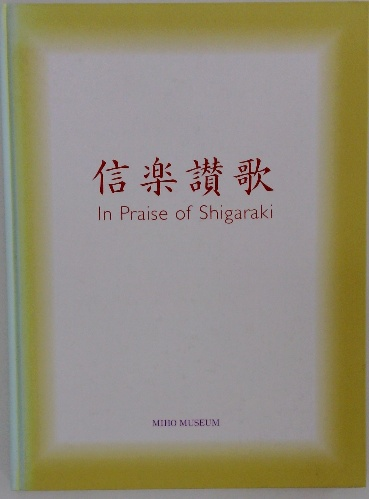 信楽讃歌
In Praise of Shigaraki
MIHO MUSEUM